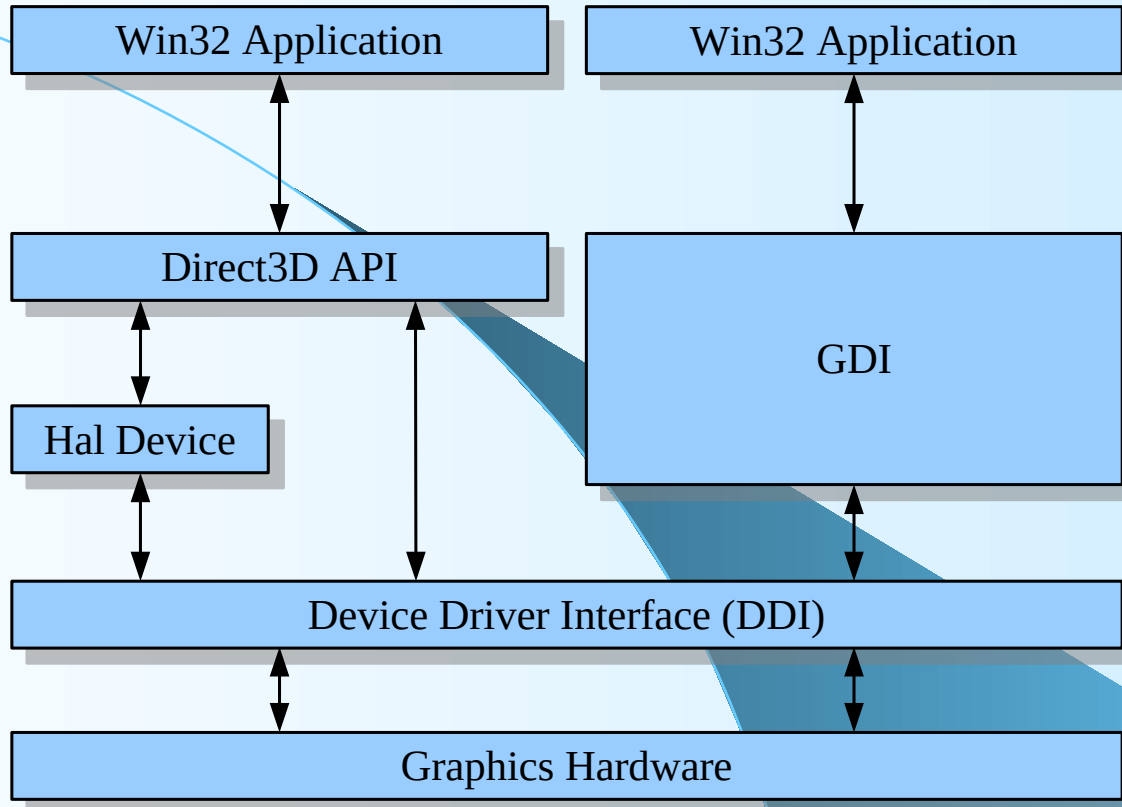 Win32 Application
Win32 Application
Direct3D API
GDI
Hal Device
Device Driver Interface (DDI)
Graphics Hardware